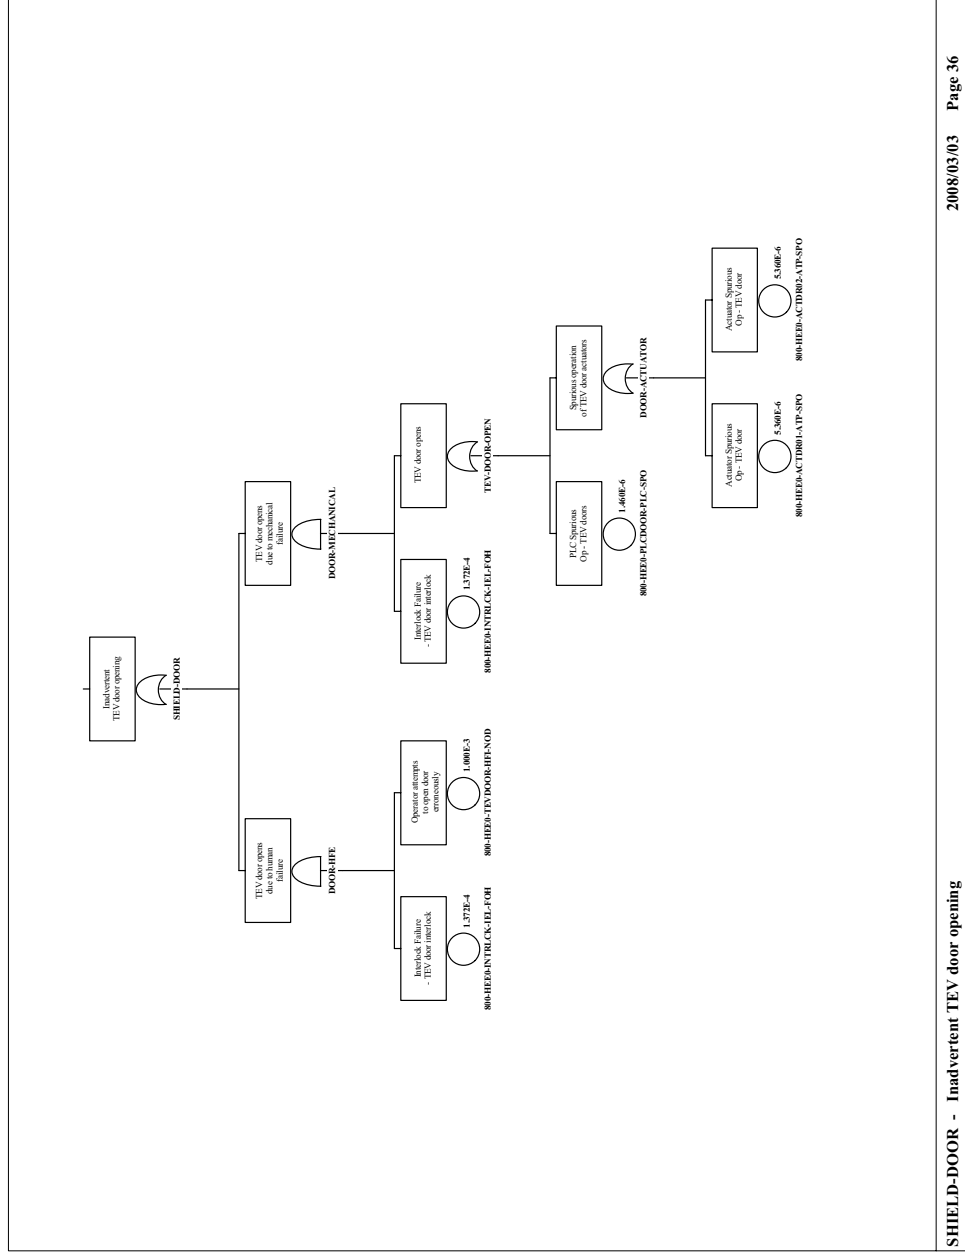 Inadvertent
TEV door opening
SHIELD-DOOR
TEV door opens
due to human
failure
DOOR-HFE
TEV door opens
due to mechanical
failure
DOOR-MECHANICAL
Interlock Failure
- TEV door interlock
1.372E-4
800-HEE0-INTRLCK-IEL-FOH
Operator attempts
to open door
erroneously
1.000E-3
800-HEE0-TEVDOOR-HFI-NOD
Interlock Failure
- TEV door interlock
1.372E-4
800-HEE0-INTRLCK-IEL-FOH
TEV door opens
TEV-DOOR-OPEN
PLC Spurious
Op - TEV doors
1.460E-6
800-HEE0-PLCDOOR-PLC-SPO
Spurious operation
of TEV door actuators
DOOR-ACTUATOR
Actuator Spurious
Op - TEV door
5.360E-6
800-HEE0-ACTDR01-ATP-SPO
Actuator Spurious
Op - TEV door
5.360E-6
800-HEE0-ACTDR02-ATP-SPO
SHIELD-DOOR - Inadvertent TEV door opening
2008/03/03 Page 36